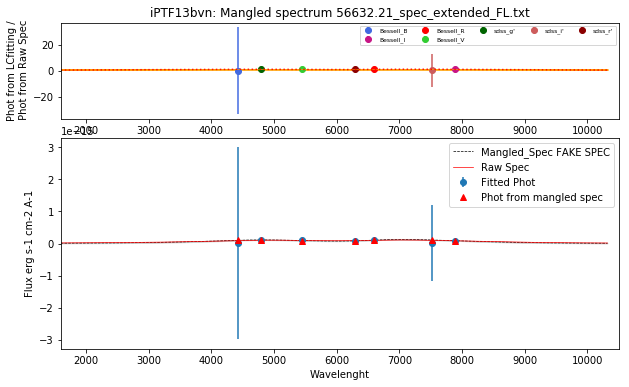 iPTF13bvn: Mangled spectrum 56632.21_spec_extended_FL.txt
Phot from LCfitting /
Phot from Raw Spec
20
0
−20
Bessell_B
Bessell_R
sdss_g'
sdss_i'
sdss_r'
Bessell_I
Bessell_V
2000
3000
4000
5000
6000
7000
8000
9000
10000
1e−15
Flux erg s-1 cm-2 A-1
3
2
1
0
−1
−2
−3
Mangled_Spec FAKE SPEC
Raw Spec
Fitted Phot
Phot from mangled spec
2000
3000
4000
5000
6000
7000
8000
9000
10000
Wavelenght